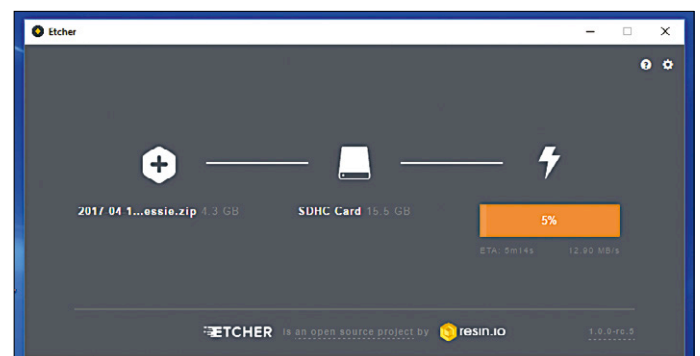 Etcher
2017-04-1...essie.zip 4.3 GB
SDHC Card 15.5 GB
5%
ETA: 5m14s
12.90 MB/s
ETCHER is an open source project by resin.io
1.0.0-rc.5